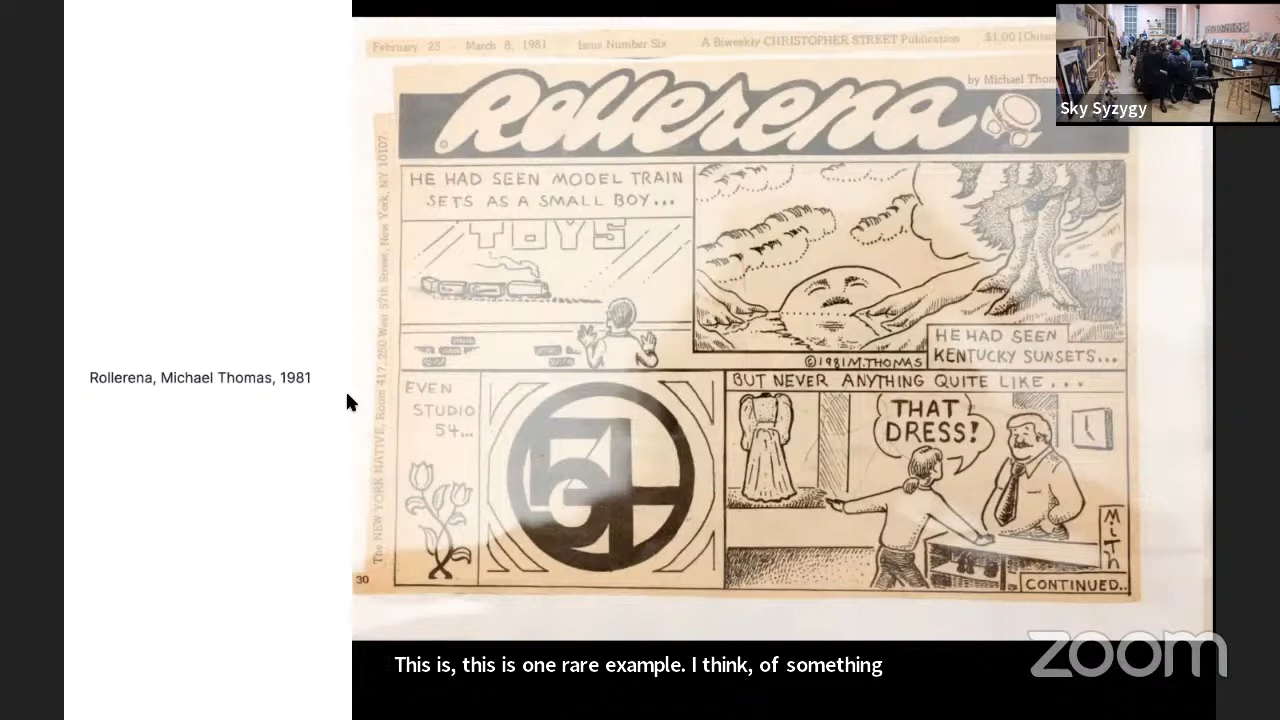 February 23 - March 8, 1981 Issue Number Six A Biweekly CHRISTOPHER STREET Publication $1.00
Rollerena
by Michael
The NEW YORK NATIVE, Room 417, 250 West 57th Street, New York, NY 10107.
HE HAD SEEN MODEL TRAIN
SETS AS A SMALL BOY...
TOYS
©1981 M. THOMAS
HE HAD SEEN
KENTUCKY SUNSETS...
EVEN
STUDIO
54...
54
BUT NEVER ANYTHING QUITE LIKE...
THAT
DRESS!
CONTINUED..
30
Rollerena, Michael Thomas, 1981
Sky Syzygy
This is, this is one rare example. I think, of something
zoom